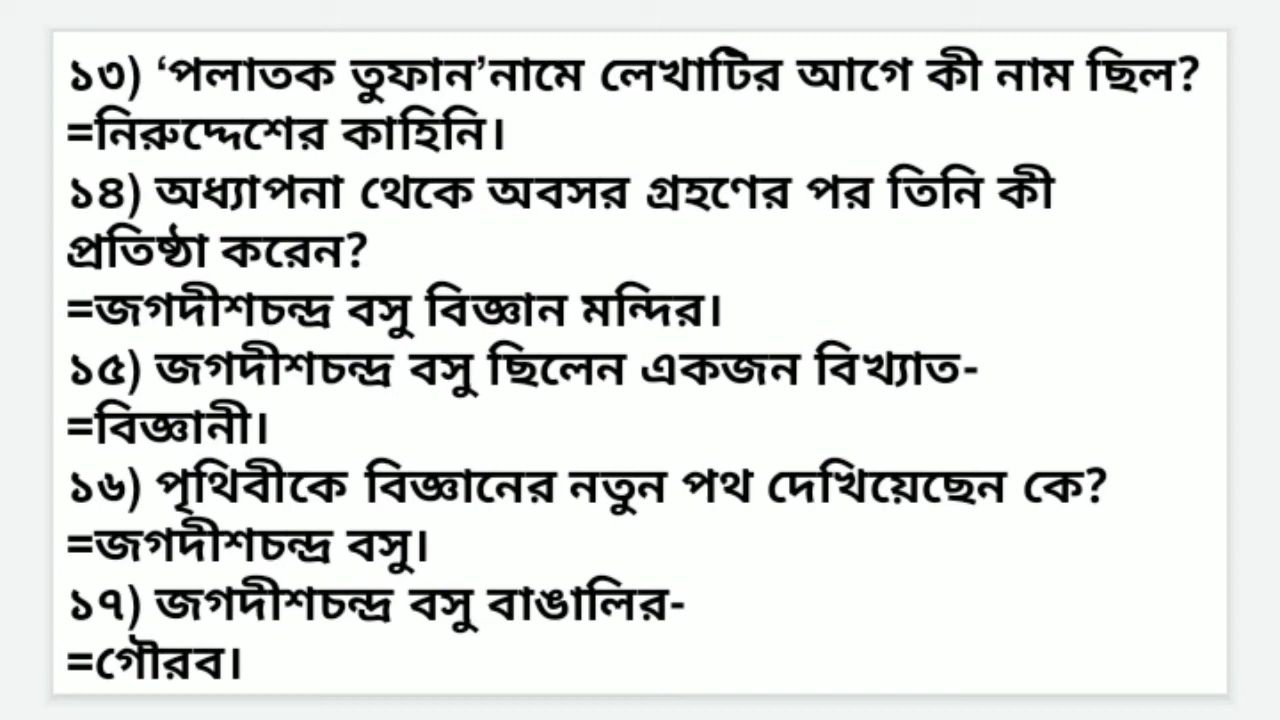 ১৩) ‘পলাতক তুফান’নামে লেখাটির আগে কী নাম ছিল?
=নিরুদ্দেশের কাহিনি।
১৪) অধ্যাপনা থেকে অবসর গ্রহণের পর তিনি কী
প্রতিষ্ঠা করেন?
=জগদীশচন্দ্র বসু বিজ্ঞান মন্দির।
১৫) জগদীশচন্দ্র বসু ছিলেন একজন বিখ্যাত-
=বিজ্ঞানী।
১৬) পৃথিবীকে বিজ্ঞানের নতুন পথ দেখিয়েছেন কে?
=জগদীশচন্দ্র বসু।
১৭) জগদীশচন্দ্র বসু বাঙালির-
=গৌরব।